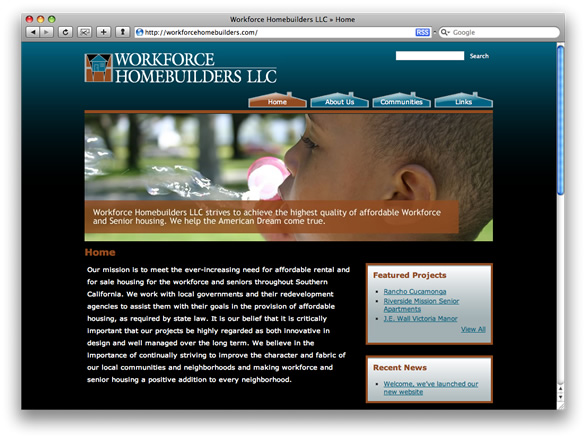 Workforce Homebuilders LLC » Home
http://workforcehomebuilders.com/
RSS
Google
WORKFORCE
HOMEBUILDERS LLC
Search
Home
About Us
Communities
Links
Workforce Homebuilders LLC strives to achieve the highest quality of affordable Workforce
and Senior housing. We help the American Dream come true.
Home
Our mission is to meet the ever-increasing need for affordable rental and
for sale housing for the workforce and seniors throughout Southern
California. We work with local governments and their redevelopment
agencies to assist them with their goals in the provision of affordable
housing, as required by state law. It is our belief that it is critically
important that our projects be highly regarded as both innovative in
design and well managed over the long term. We believe in the
importance of continually striving to improve the character and fabric of
our local communities and neighborhoods and making workforce and
senior housing a positive addition to every neighborhood.
Featured Projects
Rancho Cucamonga
Riverside Mission Senior
Apartments
J.E. Wall Victoria Manor
View All
Recent News
Welcome, we've launched our
new website